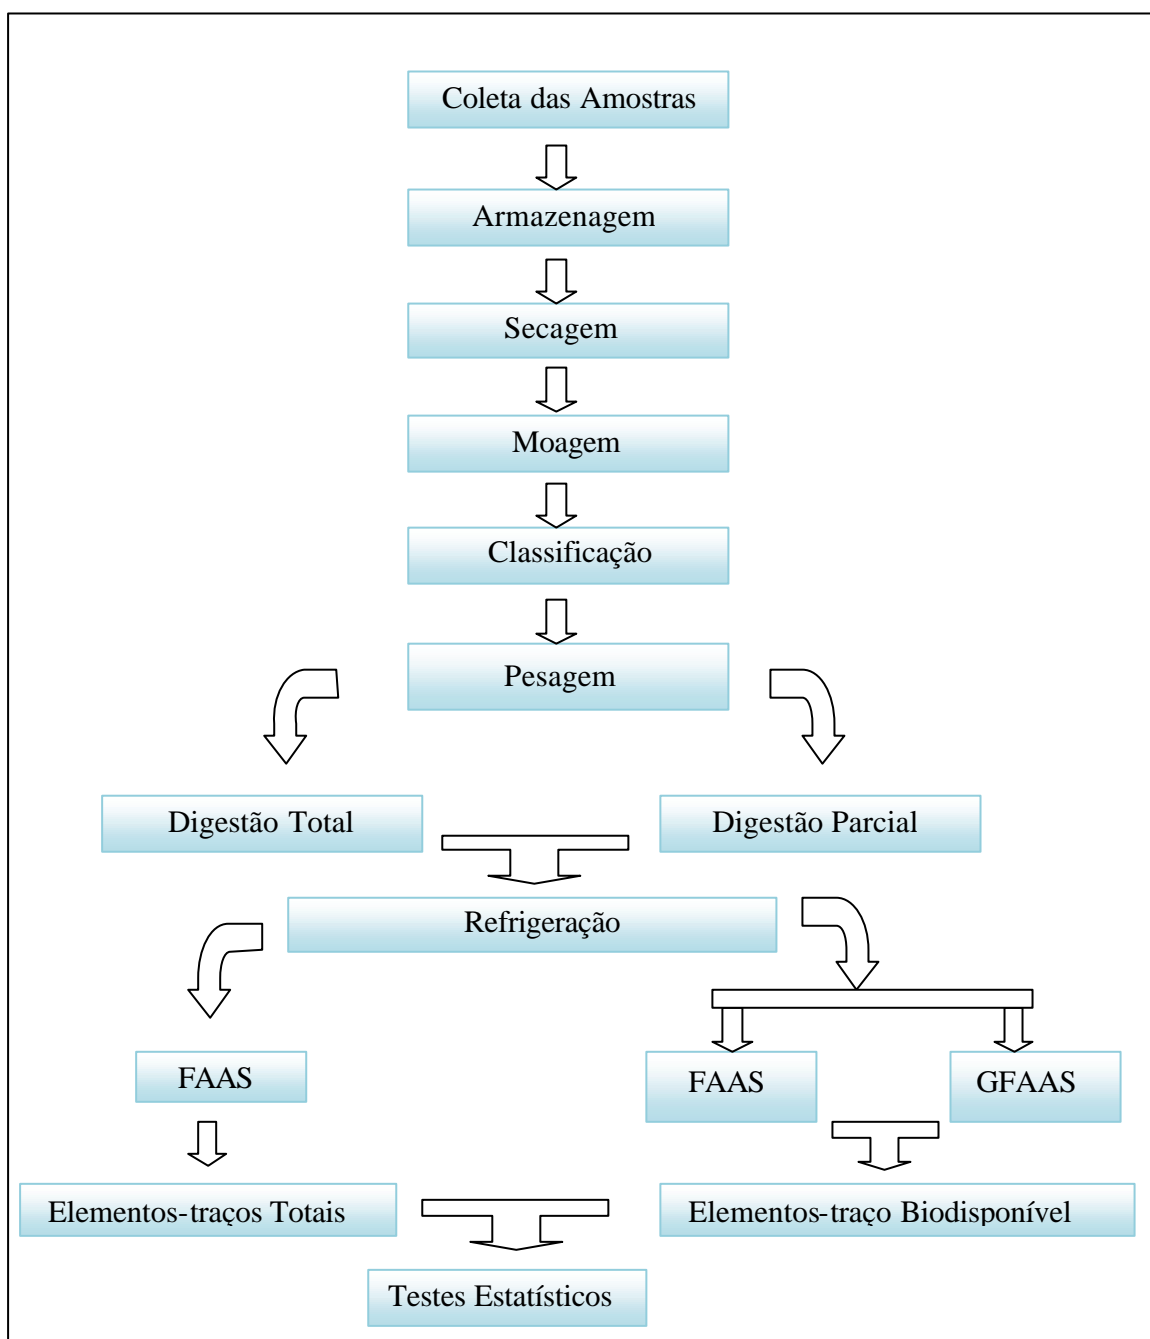 Coleta das Amostras
Armazenagem
Secagem
Moagem
Classificação
Pesagem
Digestão Total
Digestão Parcial
Refrigeração
FAAS
FAAS
GFAAS
Elementos-traços Totais
Elementos-traço Biodisponível
Testes Estatísticos